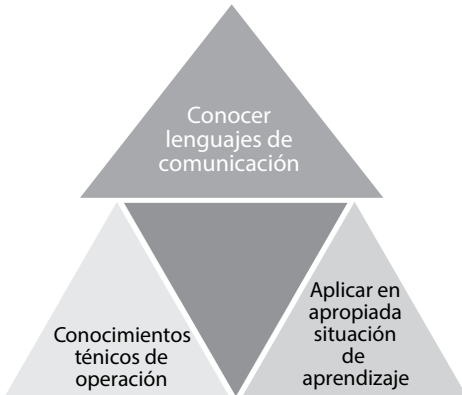 Conocer
lenguajes de
comunicación
Conocimientos
ténicos de
operación
Aplicar en
apropiada
situación
de
aprendizaje